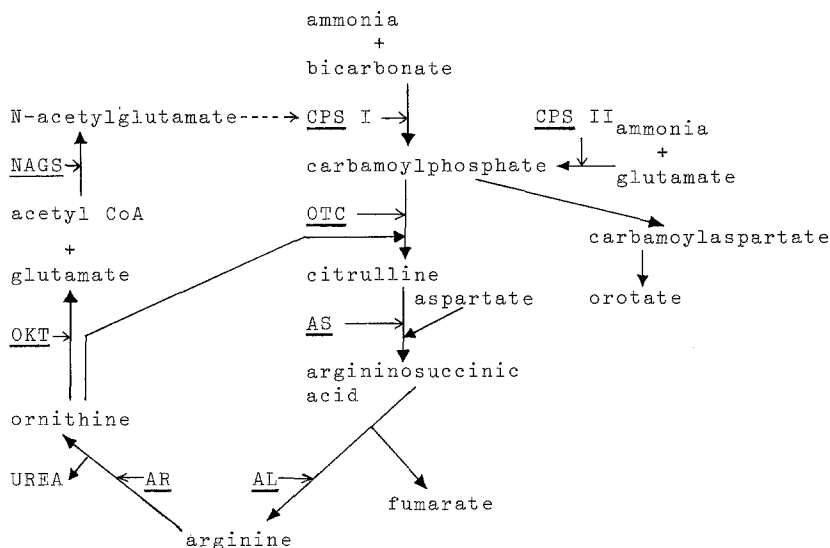 ammonia
+
bicarbonate
N-acetylglutamate
CPS I
CPS II
ammonia
+
glutamate
NAGS
carbamoylphosphate
acetyl CoA
OTC
carbamoylaspartate
+
glutamate
citrulline
aspartate
orotate
OKT
AS
argininosuccinic
acid
ornithine
UREA
AR
AL
fumarate
arginine